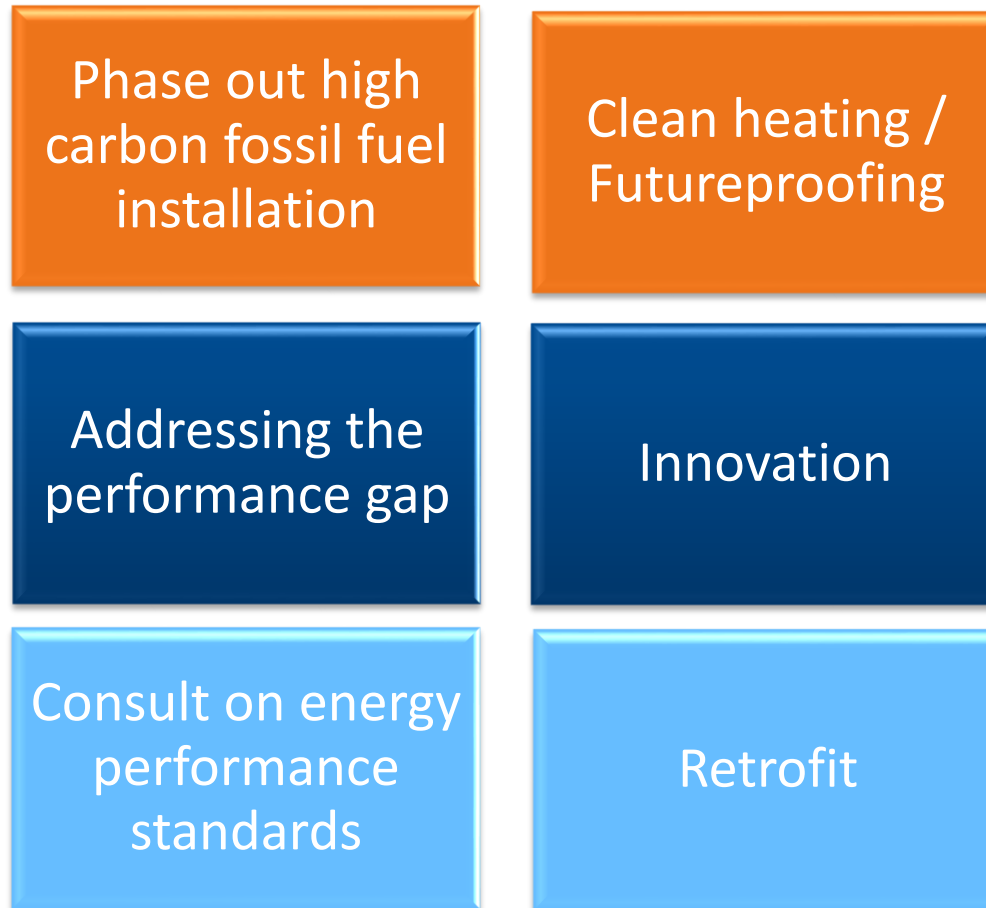 Phase out high
carbon fossil fuel
installation
Clean heating /
Futureproofing
Addressing the
performance gap
Innovation
Consult on energy
performance
standards
Retrofit